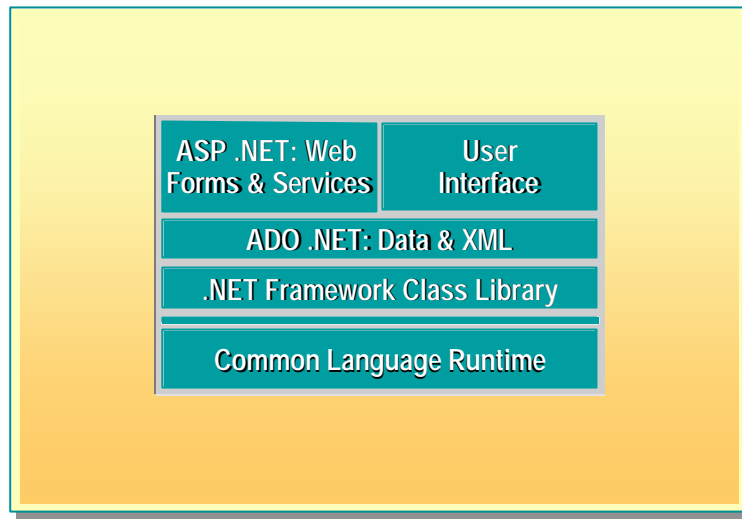 ASP .NET: Web
Forms & Services
User
Interface
ADO .NET: Data & XML
.NET Framework Class Library
Common Language Runtime